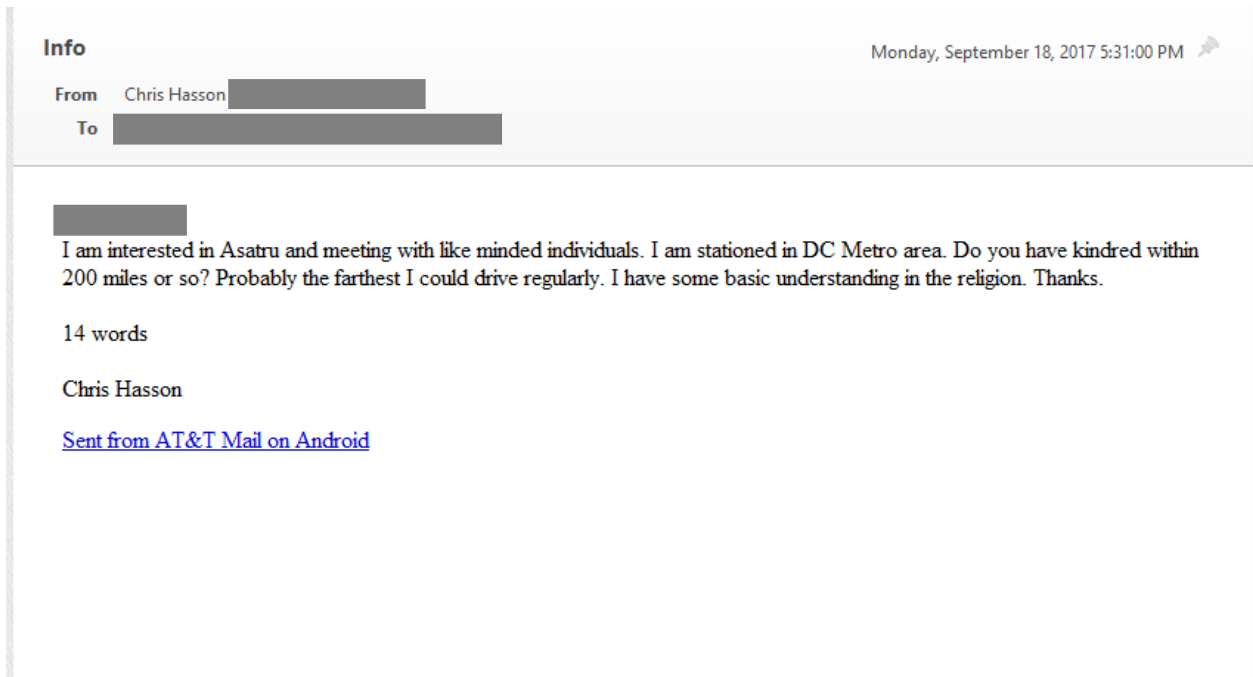 Info
Monday, September 18, 2017 5:31:00 PM
From Chris Hasson
To
I am interested in Asatru and meeting with like minded individuals. I am stationed in DC Metro area. Do you have kindred within
200 miles or so? Probably the farthest I could drive regularly. I have some basic understanding in the religion. Thanks.
14 words
Chris Hasson
Sent from AT&T Mail on Android